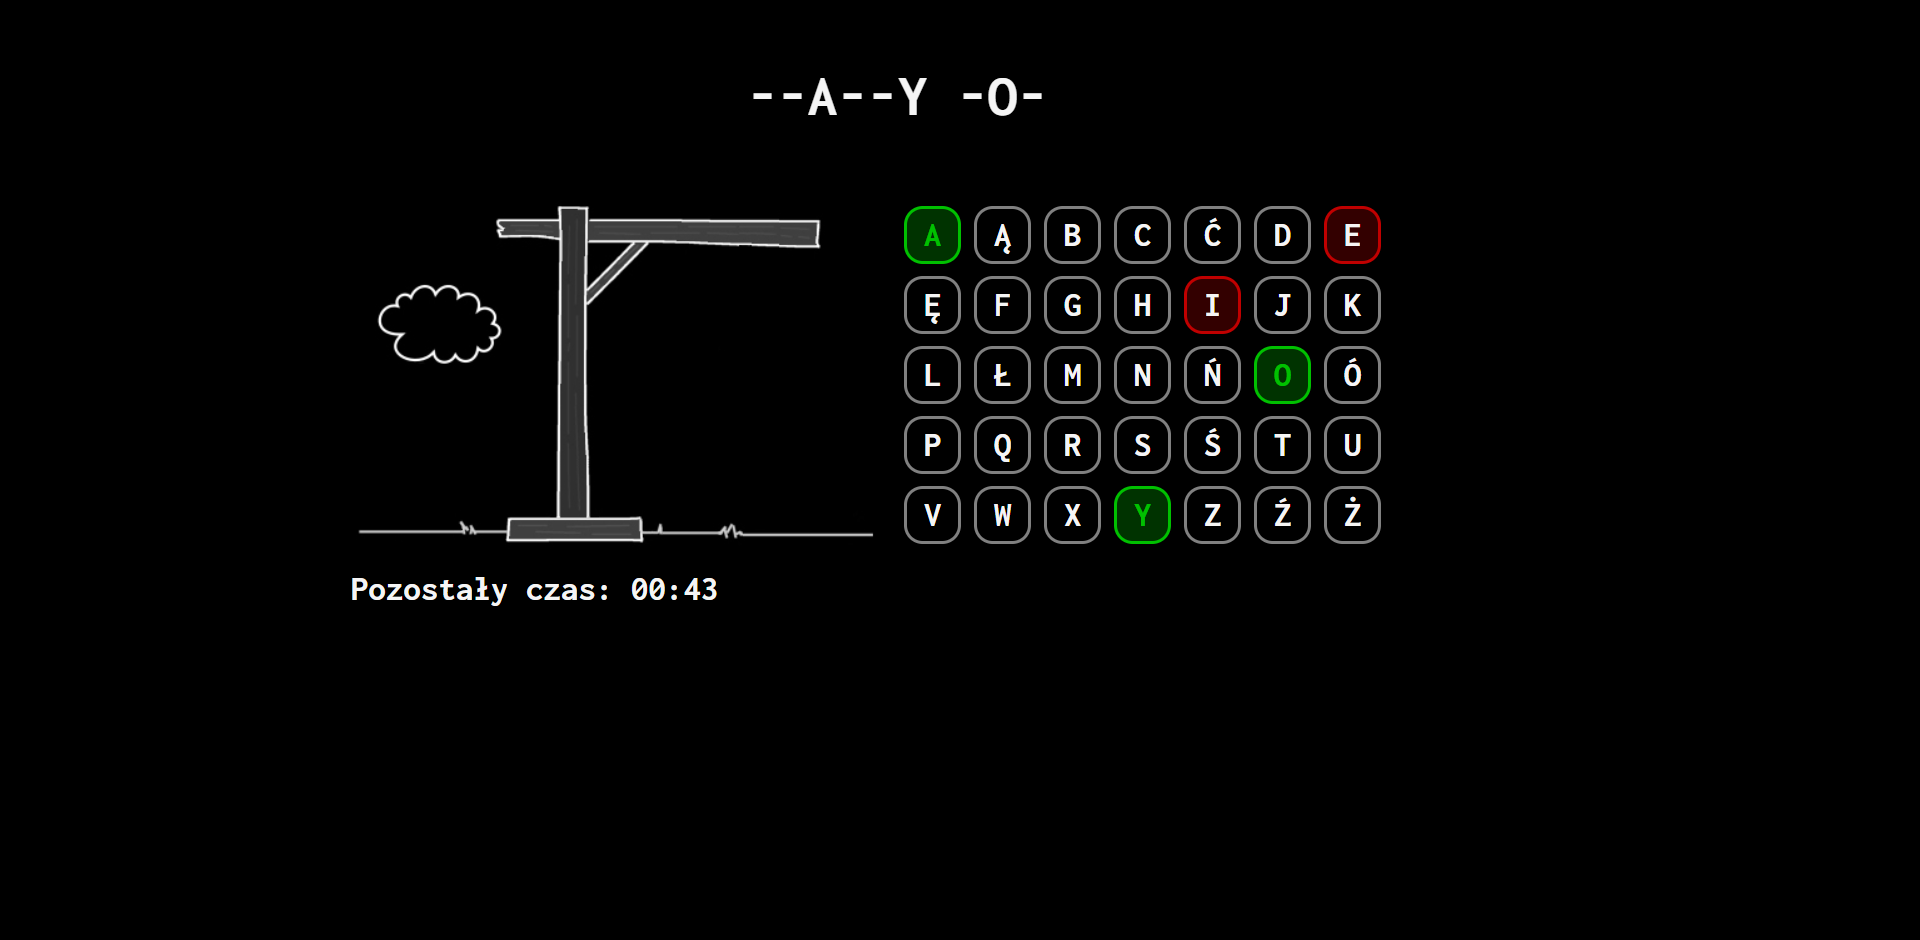 --A--Y -O-
A Ą B C Ć D E
Ę F G H I J K
L Ł M N Ń O Ó
P Q R S Ś T U
V W X Y Z Ź Ż
Pozostały czas: 00:43